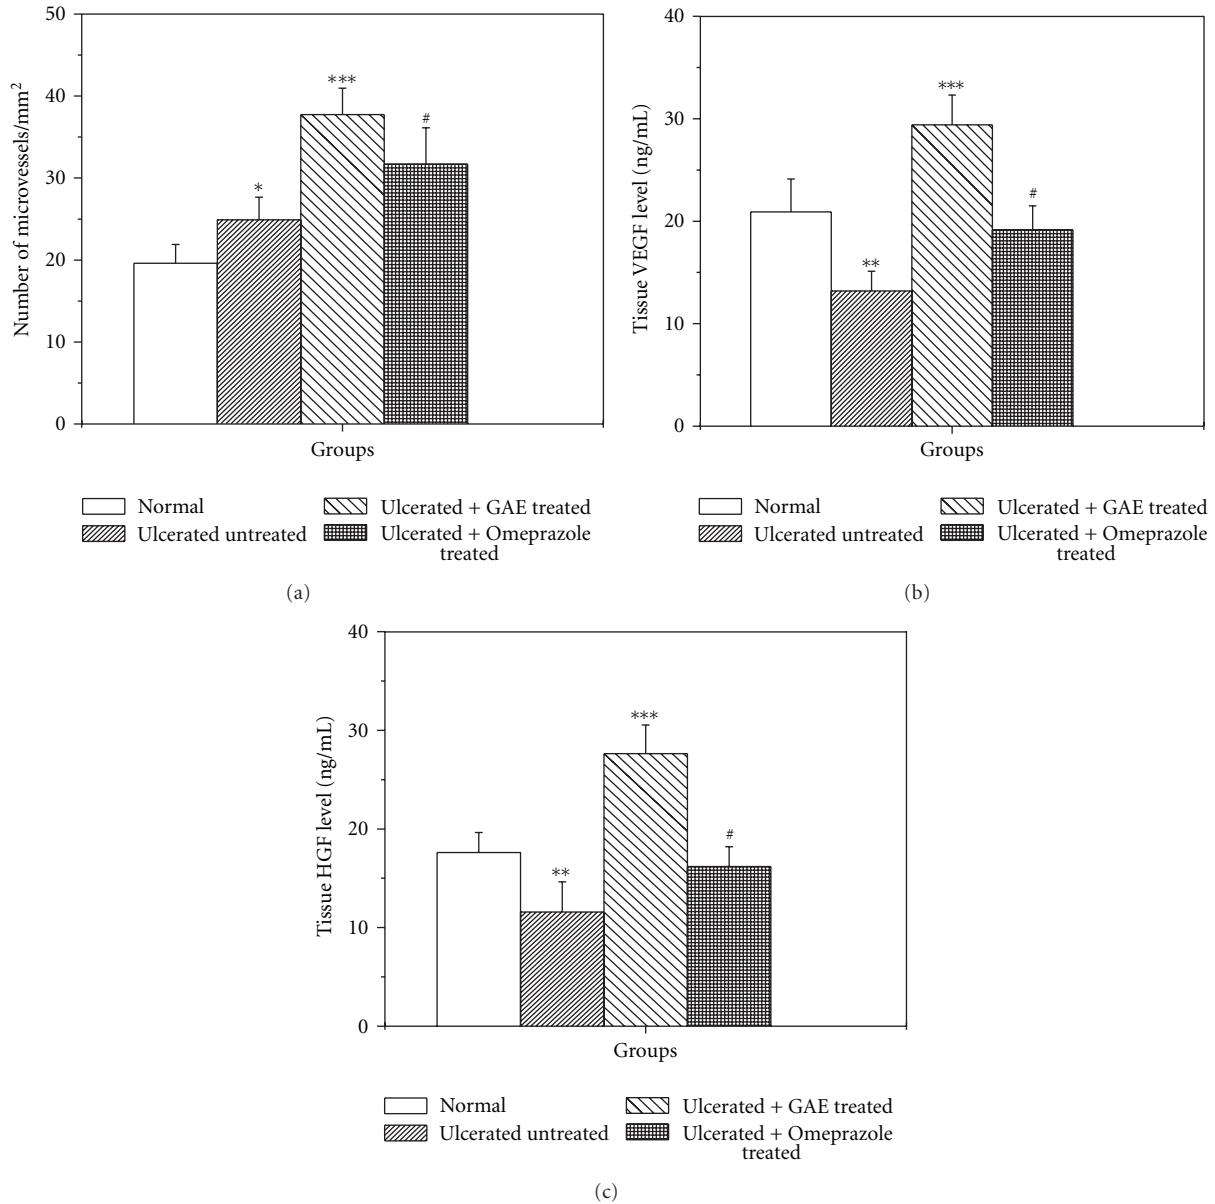 50
40
30
20
10
0
Number of microvessels/mm²
*
***
#
Groups
Normal
Ulcerated untreated
Ulcerated + GAE treated
Ulcerated + Omeprazole
treated
(a)
40
30
20
10
0
Tissue VEGF level (ng/mL)
**
***
#
Groups
Normal
Ulcerated untreated
Ulcerated + GAE treated
Ulcerated + Omeprazole
treated
(b)
40
30
20
10
0
Tissue HGF level (ng/mL)
**
***
#
Groups
Normal
Ulcerated untreated
Ulcerated + GAE treated
Ulcerated + Omeprazole
treated
(c)